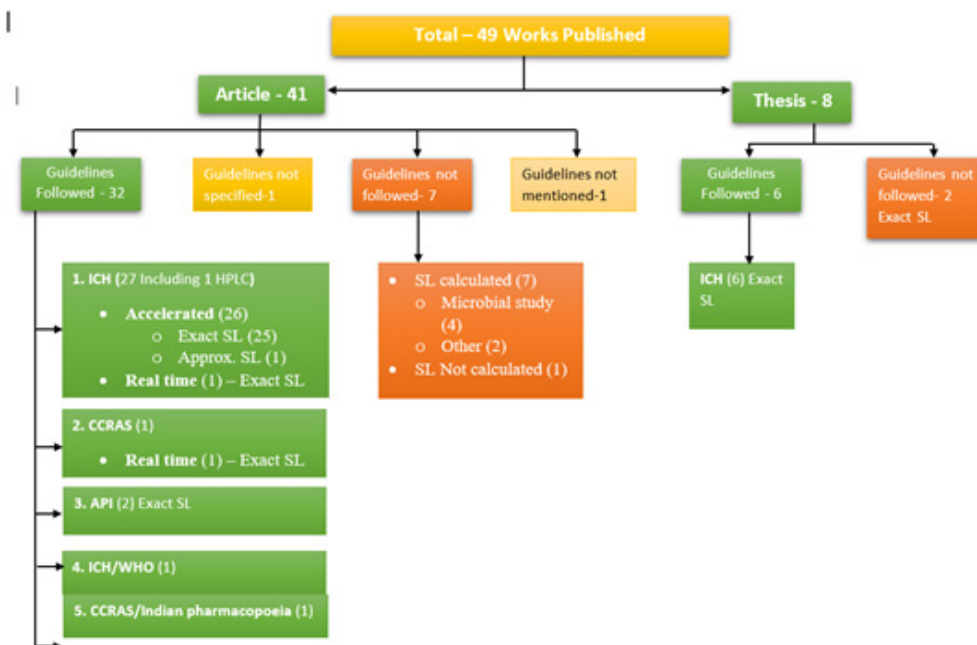 Total – 49 Works Published
Article - 41
Thesis - 8
Guidelines
Followed - 32
Guidelines not
specified-1
Guidelines not
followed- 7
Guidelines not
mentioned-1
Guidelines
Followed - 6
Guidelines not
followed- 2
Exact SL
1. ICH (27 Including 1 HPLC)
• Accelerated (26)
o Exact SL (25)
o Approx. SL (1)
• Real time (1) – Exact SL
• SL calculated (7)
o Microbial study
(4)
o Other (2)
• SL Not calculated (1)
ICH (6) Exact
SL
2. CCRAS (1)
• Real time (1) – Exact SL
3. API (2) Exact SL
4. ICH/WHO (1)
5. CCRAS/Indian pharmacopoeia (1)